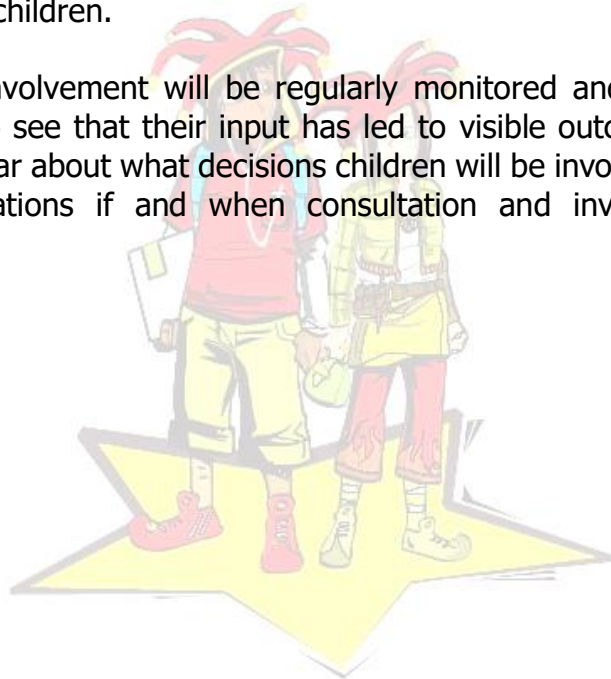 children.
volvement will be regularly monitored and
see that their input has led to visible outc
ar about what decisions children will be invo
ations if and when consultation and inv